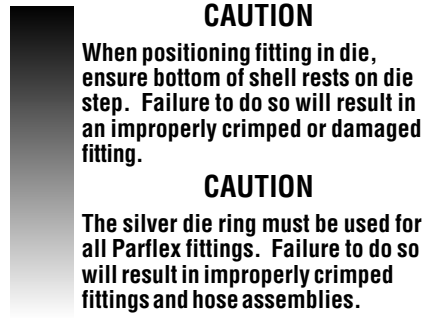 CAUTION
When positioning fitting in die,
ensure bottom of shell rests on die
step.  Failure to do so will result in
an improperly crimped or damaged
fitting.
CAUTION
The silver die ring must be used for
all Parflex fittings.  Failure to do so
will result in improperly crimped
fittings and hose assemblies.